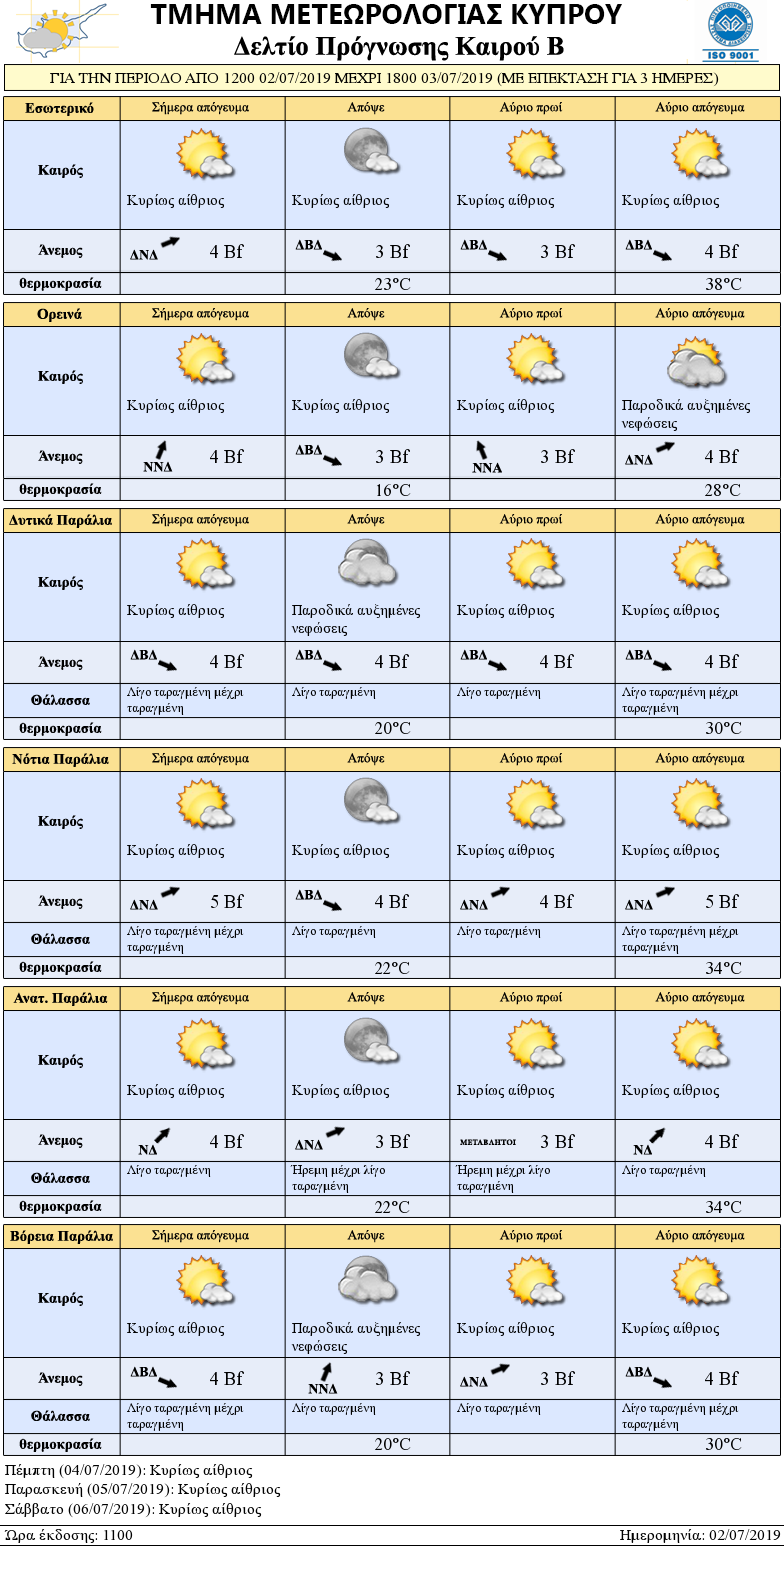 ΤΜΗΜΑ ΜΕΤΕΩΡΟΛΟΓΙΑΣ ΚΥΠΡΟΥ
Δελτίο Πρόγνωσης Καιρού Β
ISO 9001
ΓΙΑ ΤΗΝ ΠΕΡΙΟΔΟ ΑΠΟ 1200 02/07/2019 ΜΕΧΡΙ 1800 03/07/2019 (ΜΕ ΕΠΕΚΤΑΣΗ ΓΙΑ 3 ΗΜΕΡΕΣ)
Εσωτερικό Σήμερα απόγευμα Απόψε Αύριο πρωί Αύριο απόγευμα
Καιρός
Κυρίως αίθριος Κυρίως αίθριος Κυρίως αίθριος Κυρίως αίθριος
Άνεμος ΔΝΔ 4 Bf ΔΒΔ 3 Bf ΔΒΔ 3 Bf ΔΒΔ 4 Bf
θερμοκρασία 23°C 38°C
Ορεινά Σήμερα απόγευμα Απόψε Αύριο πρωί Αύριο απόγευμα
Καιρός
Κυρίως αίθριος Κυρίως αίθριος Κυρίως αίθριος Παροδικά αυξημένες
νεφώσεις
Άνεμος ΝΝΔ 4 Bf ΔΒΔ 3 Bf ΝΝΑ 3 Bf ΔΝΔ 4 Bf
θερμοκρασία 16°C 28°C
Δυτικά Παράλια Σήμερα απόγευμα Απόψε Αύριο πρωί Αύριο απόγευμα
Καιρός
Κυρίως αίθριος Παροδικά αυξημένες Κυρίως αίθριος Κυρίως αίθριος
νεφώσεις
Άνεμος ΔΒΔ 4 Bf ΔΒΔ 4 Bf ΔΒΔ 4 Bf ΔΒΔ 4 Bf
Θάλασσα Λίγο ταραγμένη μέχρι Λίγο ταραγμένη Λίγο ταραγμένη Λίγο ταραγμένη μέχρι
ταραγμένη ταραγμένη
θερμοκρασία 20°C 30°C
Νότια Παράλια Σήμερα απόγευμα Απόψε Αύριο πρωί Αύριο απόγευμα
Καιρός
Κυρίως αίθριος Κυρίως αίθριος Κυρίως αίθριος Κυρίως αίθριος
Άνεμος ΔΝΔ 5 Bf ΔΒΔ 4 Bf ΔΝΔ 4 Bf ΔΝΔ 5 Bf
Θάλασσα Λίγο ταραγμένη μέχρι Λίγο ταραγμένη Λίγο ταραγμένη Λίγο ταραγμένη μέχρι
ταραγμένη ταραγμένη
θερμοκρασία 22°C 34°C
Ανατ. Παράλια Σήμερα απόγευμα Απόψε Αύριο πρωί Αύριο απόγευμα
Καιρός
Κυρίως αίθριος Κυρίως αίθριος Κυρίως αίθριος Κυρίως αίθριος
Άνεμος ΝΔ 4 Bf ΔΝΔ 3 Bf ΜΕΤΑΒΛΗΤΟΙ 3 Bf ΝΔ 4 Bf
Θάλασσα Λίγο ταραγμένη Ήρεμη μέχρι λίγο Ήρεμη μέχρι λίγο Λίγο ταραγμένη
ταραγμένη ταραγμένη
θερμοκρασία 22°C 34°C
Βόρεια Παράλια Σήμερα απόγευμα Απόψε Αύριο πρωί Αύριο απόγευμα
Καιρός
Κυρίως αίθριος Παροδικά αυξημένες Κυρίως αίθριος Κυρίως αίθριος
νεφώσεις
Άνεμος ΔΒΔ 4 Bf ΝΝΔ 3 Bf ΔΝΔ 3 Bf ΔΒΔ 4 Bf
Θάλασσα Λίγο ταραγμένη μέχρι Λίγο ταραγμένη Λίγο ταραγμένη Λίγο ταραγμένη μέχρι
ταραγμένη ταραγμένη
θερμοκρασία 20°C 30°C
Πέμπτη (04/07/2019): Κυρίως αίθριος
Παρασκευή (05/07/2019): Κυρίως αίθριος
Σάββατο (06/07/2019): Κυρίως αίθριος
Ώρα έκδοσης: 1100 Ημερομηνία: 02/07/2019